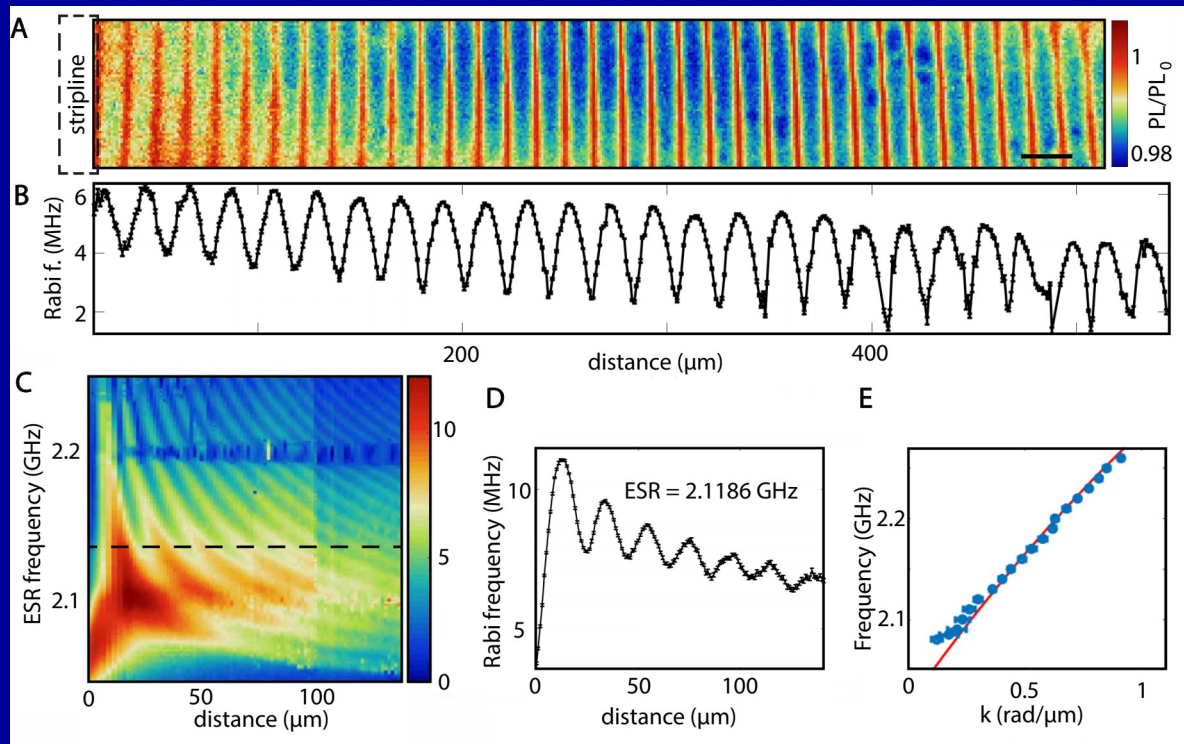 A
stripline
1
0.98
PL/PL0
B
Rabi f. (MHz)
6
4
2
200
400
distance (μm)
C
ESR frequency (GHz)
2.2
2.1
0
50
100
distance (μm)
10
5
0
D
Rabi frequency (MHz)
10
5
ESR = 2.1186 GHz
0
50
100
distance (μm)
E
Frequency (GHz)
2.2
2.1
0
0.5
1
k (rad/μm)